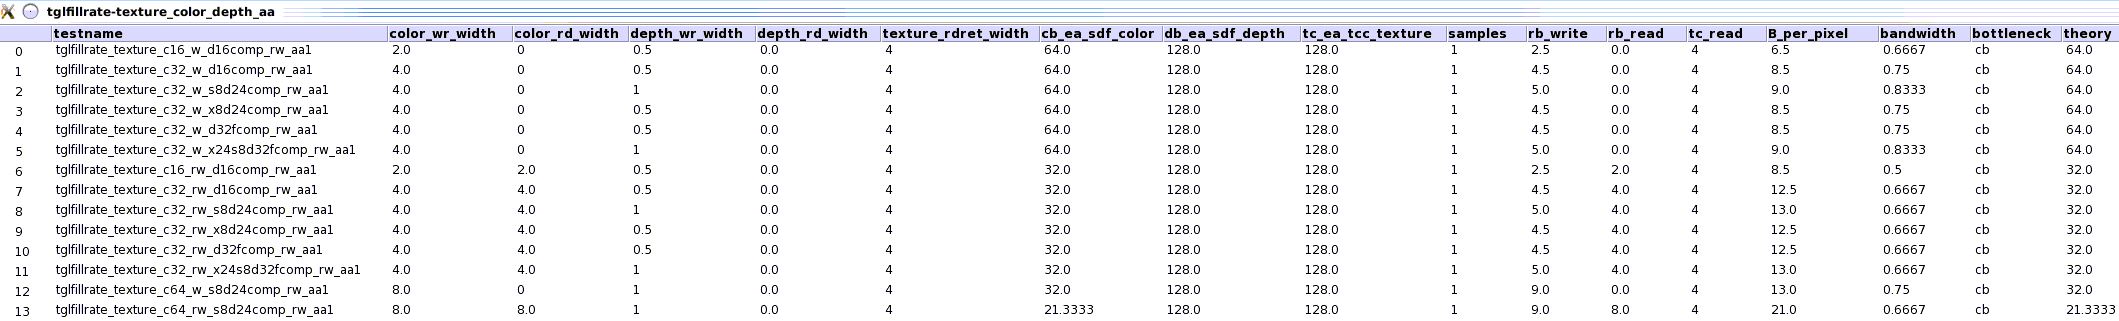 tglfillrate-texture_color_depth_aa
testname color_wr_width color_rd_width depth_wr_width depth_rd_width texture_rdret_width cb_ea_sdf_color db_ea_sdf_depth tc_ea_tcc_texture samples rb_write rb_read tc_read B_per_pixel bandwidth bottleneck theory
0 tglfillrate_texture_c16_w_d16comp_rw_aa1 2.0 0 0.5 0.0 4 64.0 128.0 128.0 1 2.5 0.0 4 6.5 0.6667 cb 64.0
1 tglfillrate_texture_c32_w_d16comp_rw_aa1 4.0 0 0.5 0.0 4 64.0 128.0 128.0 1 4.5 0.0 4 8.5 0.75 cb 64.0
2 tglfillrate_texture_c32_w_s8d24comp_rw_aa1 4.0 0 1 0.0 4 64.0 128.0 128.0 1 5.0 0.0 4 9.0 0.8333 cb 64.0
3 tglfillrate_texture_c32_w_x8d24comp_rw_aa1 4.0 0 0.5 0.0 4 64.0 128.0 128.0 1 4.5 0.0 4 8.5 0.75 cb 64.0
4 tglfillrate_texture_c32_w_d32fcomp_rw_aa1 4.0 0 0.5 0.0 4 64.0 128.0 128.0 1 4.5 0.0 4 8.5 0.75 cb 64.0
5 tglfillrate_texture_c32_w_x24s8d32fcomp_rw_aa1 4.0 0 1 0.0 4 64.0 128.0 128.0 1 5.0 0.0 4 9.0 0.8333 cb 64.0
6 tglfillrate_texture_c16_rw_d16comp_rw_aa1 2.0 2.0 0.5 0.0 4 32.0 128.0 128.0 1 2.5 2.0 4 8.5 0.5 cb 32.0
7 tglfillrate_texture_c32_rw_d16comp_rw_aa1 4.0 4.0 0.5 0.0 4 32.0 128.0 128.0 1 4.5 4.0 4 12.5 0.6667 cb 32.0
8 tglfillrate_texture_c32_rw_s8d24comp_rw_aa1 4.0 4.0 1 0.0 4 32.0 128.0 128.0 1 5.0 4.0 4 13.0 0.6667 cb 32.0
9 tglfillrate_texture_c32_rw_x8d24comp_rw_aa1 4.0 4.0 0.5 0.0 4 32.0 128.0 128.0 1 4.5 4.0 4 12.5 0.6667 cb 32.0
10 tglfillrate_texture_c32_rw_d32fcomp_rw_aa1 4.0 4.0 0.5 0.0 4 32.0 128.0 128.0 1 4.5 4.0 4 12.5 0.6667 cb 32.0
11 tglfillrate_texture_c32_rw_x24s8d32fcomp_rw_aa1 4.0 4.0 1 0.0 4 32.0 128.0 128.0 1 5.0 4.0 4 13.0 0.6667 cb 32.0
12 tglfillrate_texture_c64_w_s8d24comp_rw_aa1 8.0 0 1 0.0 4 32.0 128.0 128.0 1 9.0 0.0 4 13.0 0.75 cb 32.0
13 tglfillrate_texture_c64_rw_s8d24comp_rw_aa1 8.0 8.0 1 0.0 4 21.3333 128.0 128.0 1 9.0 8.0 4 21.0 0.6667 cb 21.3333